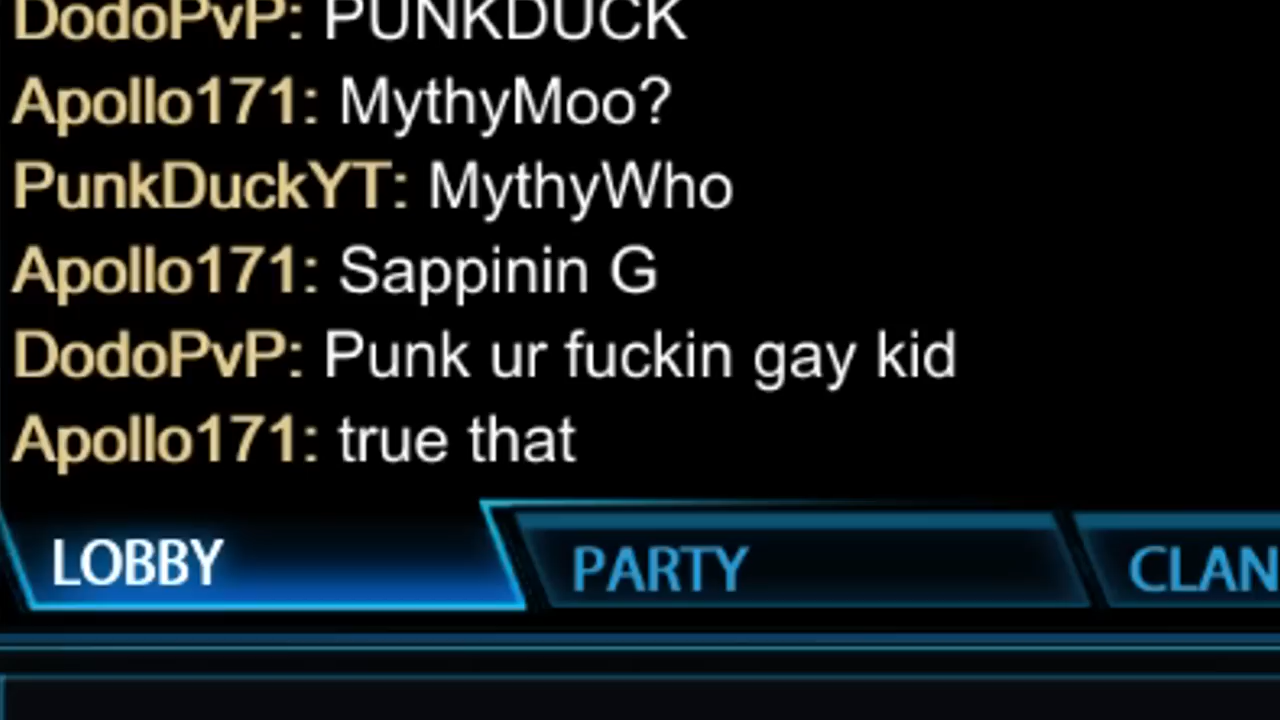 DodoPvP: PUNKDUCK
Apollo171: MythyMoo?
PunkDuckYT: MythyWho
Apollo171: Sappinin G
DodoPvP: Punk ur fuckin gay kid
Apollo171: true that
LOBBY PARTY CLAN